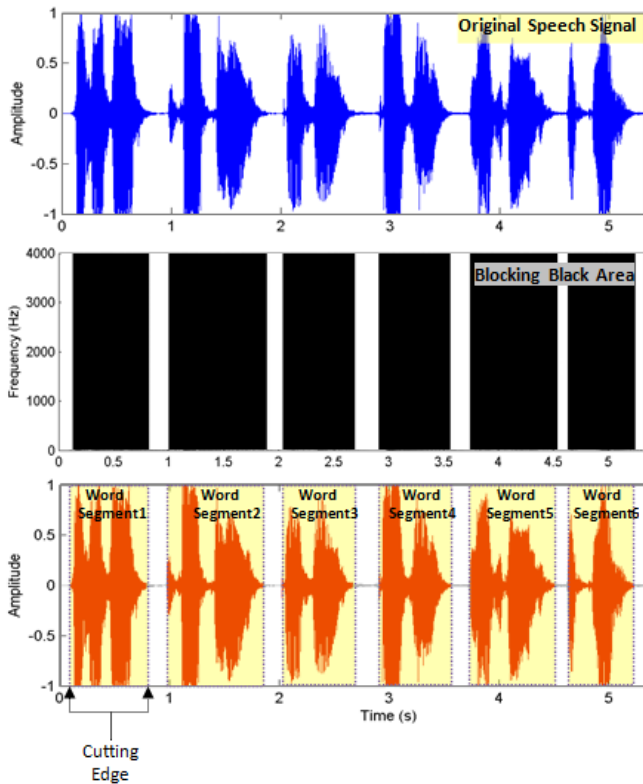 Original Speech Signal
1
0.5
0
-0.5
-1
Amplitude
0 1 2 3 4 5
Blocking Black Area
4000
3000
2000
1000
0
Frequency (Hz)
0 0.5 1 1.5 2 2.5 3 3.5 4 4.5 5
Word Segment1
Word Segment2
Word Segment3
Word Segment4
Word Segment5
Word Segment6
1
0.5
0
-0.5
-1
Amplitude
0 1 2 3 4 5
Time (s)
Cutting
Edge